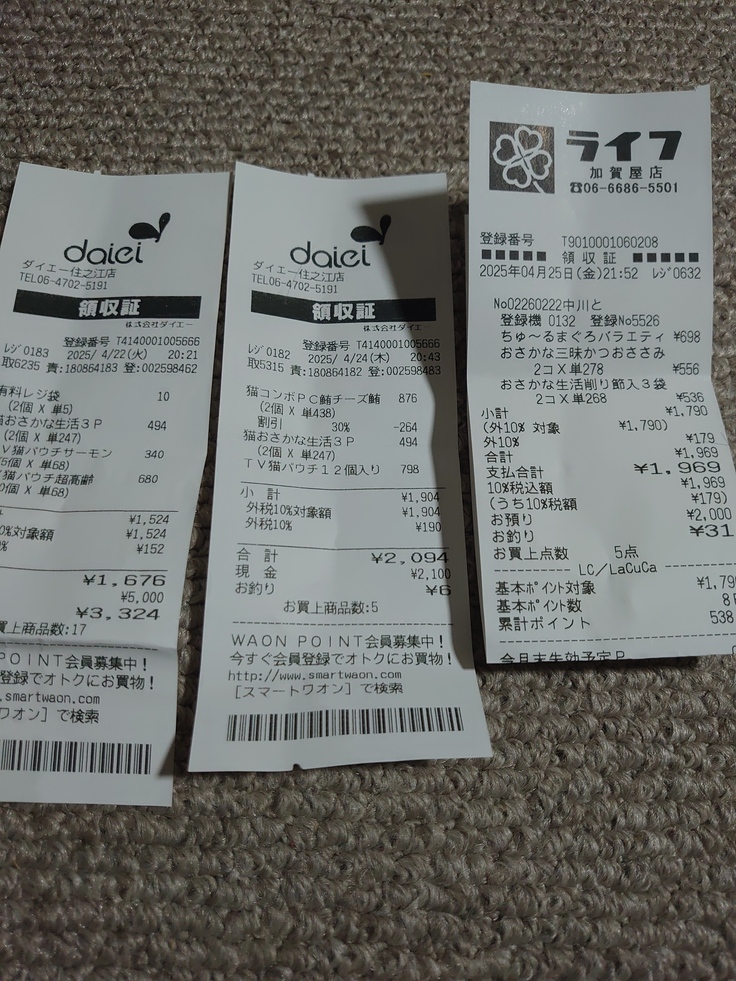 daiei
ダイエー住之江店
TEL06-4702-5191
領収証
株式会社ダイエー
登録番号 T4140001005666
レジ0183 2025/ 4/22(火) 20:21
取6235 責:180864183 登:002598462
有料レジ袋 10
(2個 X 単5)
猫おさかな生活3P 494
(2個 X 単247)
TV猫パウチサーモン 340
(5個 X 単68)
猫パウチ超高齢 680
0個 X 単68)
計 ¥1,524
0%対象額 ¥1,524
% ¥152
¥1,676
¥5,000
¥3,324
買上商品数:17
POINT会員募集中!
会員登録でオトクにお買物!
.smartwaon.com
ワオン]で検索
daiei
ダイエー住之江店
TEL06-4702-5191
領収証
株式会社ダイエー
登録番号 T4140001005666
レジ0182 2025/ 4/24(木) 20:43
取5315 責:180864182 登:002598483
猫コンボPC鮪チーズ鮪 876
(2個 X 単438)
割引 30% -264
猫おさかな生活3P 494
(2個 X 単247)
TV猫パウチ12個入り 798
小 計 ¥1,904
外税10%対象額 ¥1,904
外税10% ¥190
合 計 ¥2,094
現 金 ¥2,100
お釣り ¥6
お買上商品数:5
WAON POINT会員募集中!
今すぐ会員登録でオトクにお買物!
http://www.smartwaon.com
[スマートワオン]で検索
ライフ
加賀屋店
☎06-6686-5501
登録番号 T9010001060208
■■■■■ 領 収 証 ■■■■■
2025年04月25日(金)21:52 レジ0632
No02260222中川と
登録機 0132 登録No5526
ちゅ~るまぐろバラエティ ¥698
おさかな三昧かつおささみ
2コX単278 ¥556
おさかな生活削り節入3袋
2コX単268 ¥536
小計 ¥1,790
(外10% 対象 ¥1,790)
外10% ¥179
合計 ¥1,969
支払合計 ¥1,969
10%税込額 ¥1,969
(うち10%税額 ¥179)
お預り ¥2,000
お釣り ¥31
お買上点数 5点
LC/LaCuCa
基本ポイント対象 ¥1,79
基本ポイント数 8
累計ポイント 538
今月末失効予定P